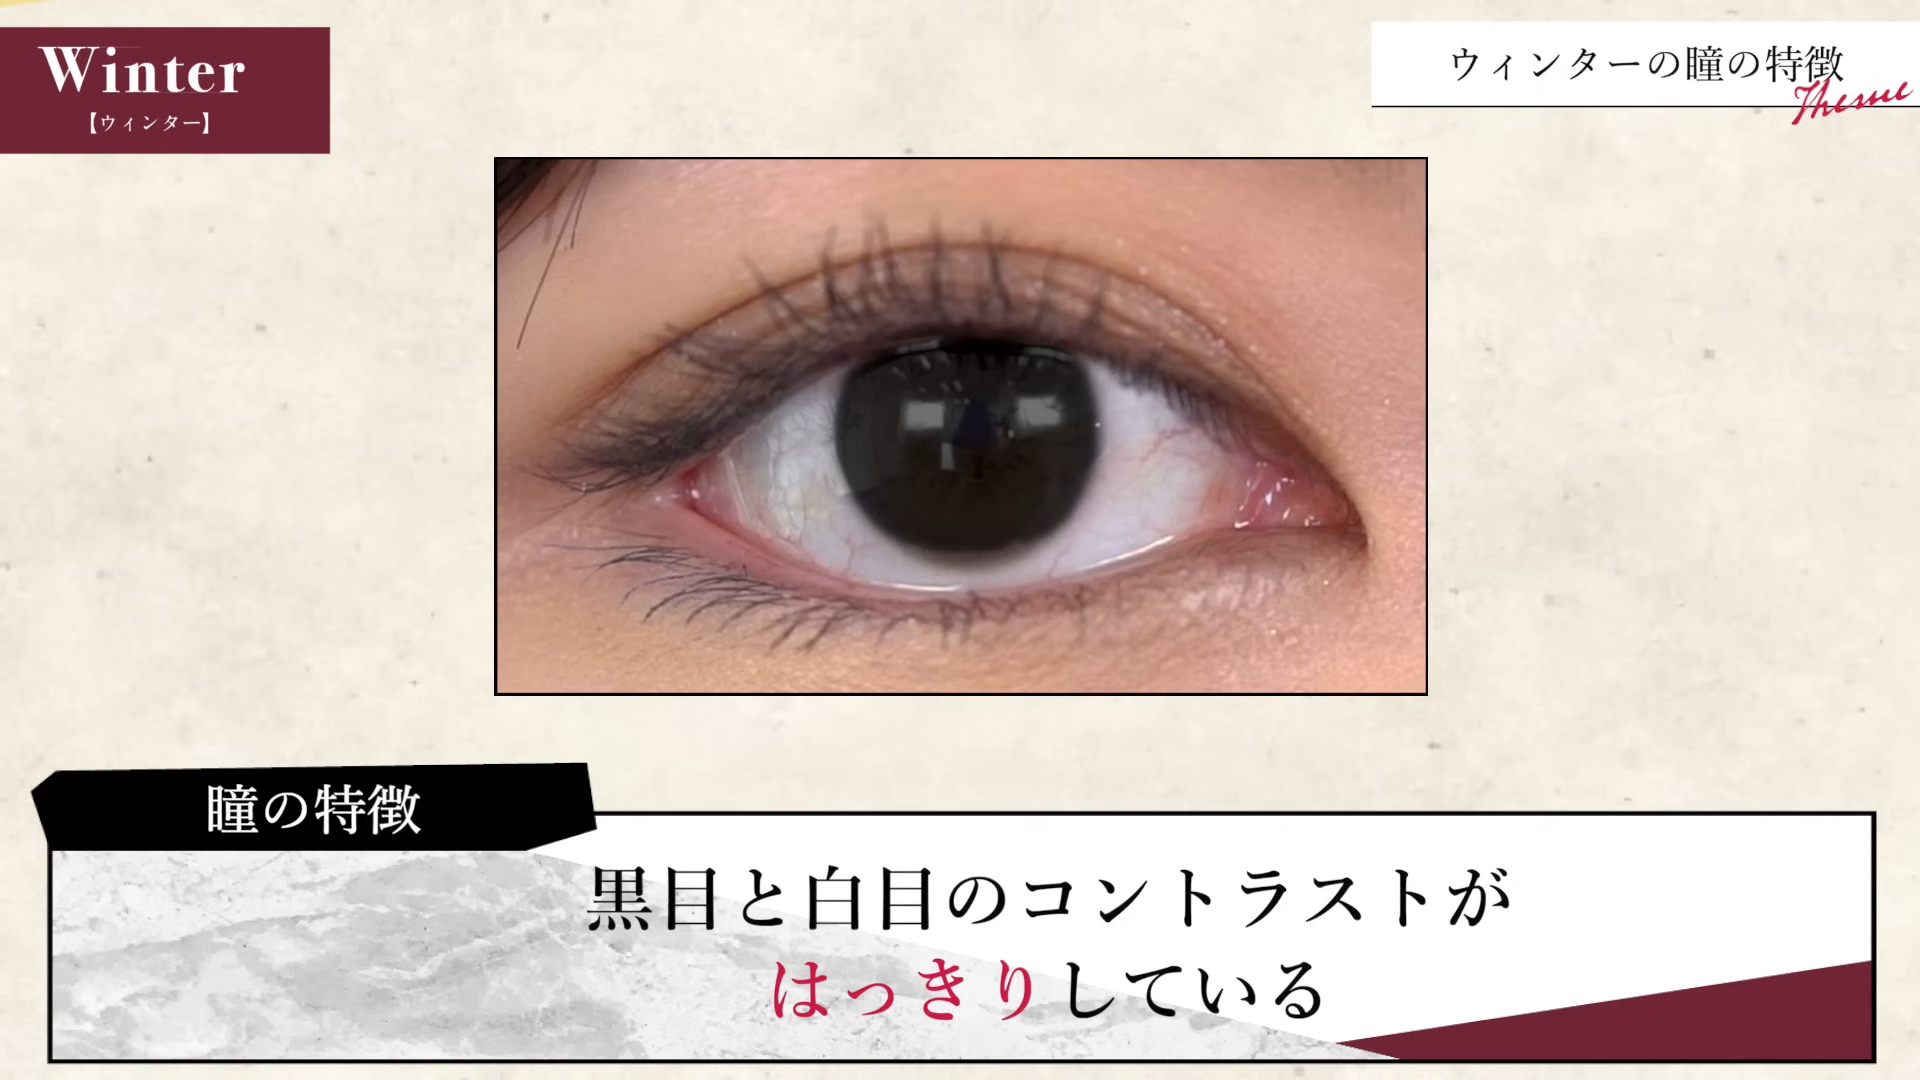 Winter
【ウィンター】
ウィンターの瞳の特徴
Theme
瞳の特徴
黒目と白目のコントラストが
はっきりしている